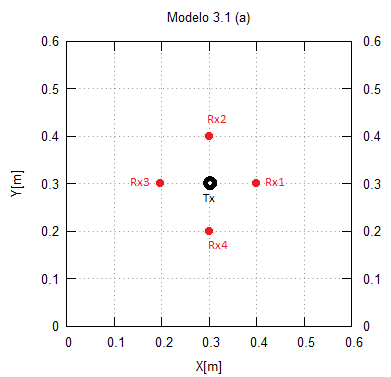 Modelo 3.1 (a)
0.6 0.6
0.5 0.5
Rx2
0.4 0.4
Y[m]
Rx3 Rx1
0.3 0.3
Tx
Rx4
0.2 0.2
0.1 0.1
0 0
0 0.1 0.2 0.3 0.4 0.5 0.6
X[m]